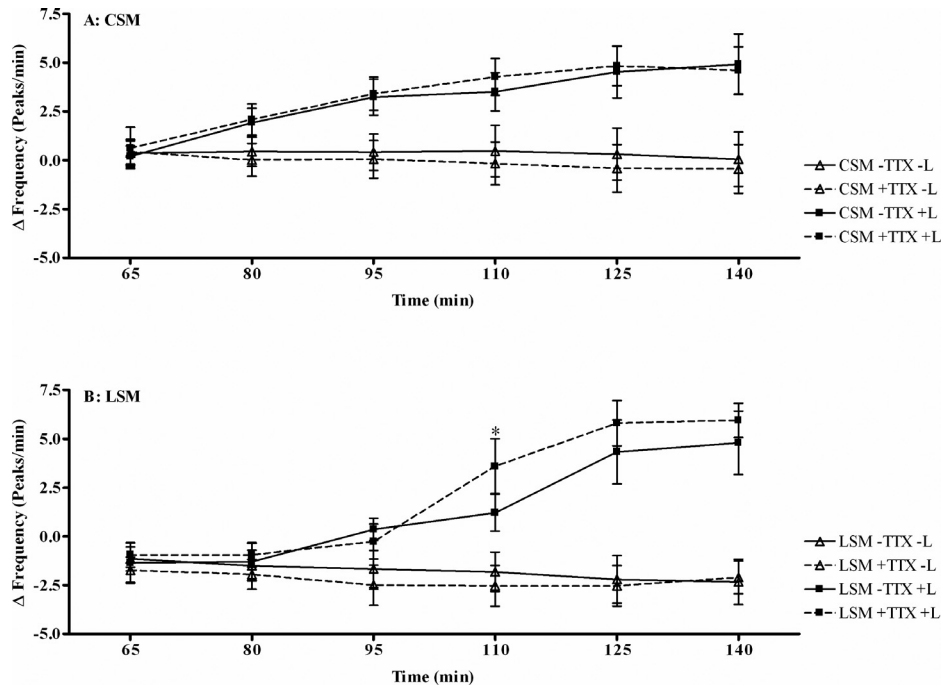 A: CSM
7.5
5.0
2.5
0.0
-2.5
-5.0
Δ Frequency (Peaks/min)
65 80 95 110 125 140
Time (min)
CSM -TTX -L
CSM +TTX -L
CSM -TTX +L
CSM +TTX +L
B: LSM
7.5
5.0
2.5
0.0
-2.5
-5.0
Δ Frequency (Peaks/min)
*
65 80 95 110 125 140
Time (min)
LSM -TTX -L
LSM +TTX -L
LSM -TTX +L
LSM +TTX +L